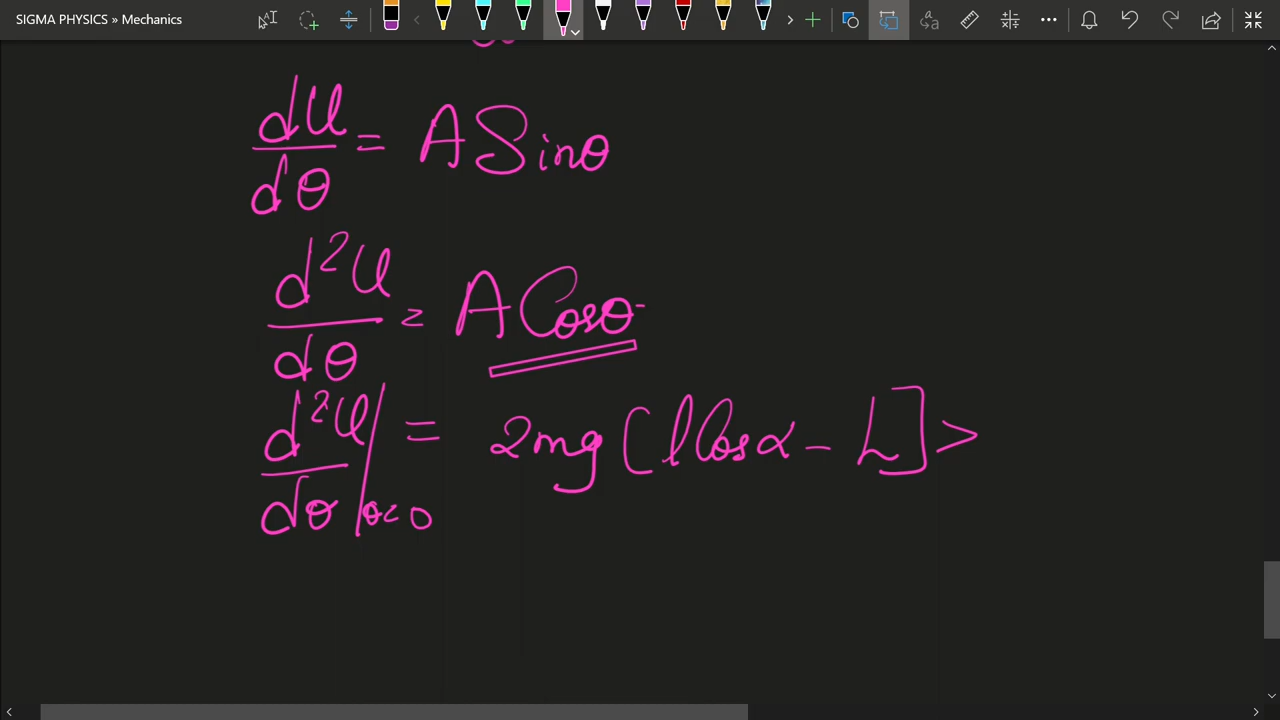 SIGMA PHYSICS » Mechanics
dU/dθ = A Sinθ
d²U/dθ = A Cosθ
d²U/dθ |θ=0 = 2mg [l Cosα - L] >